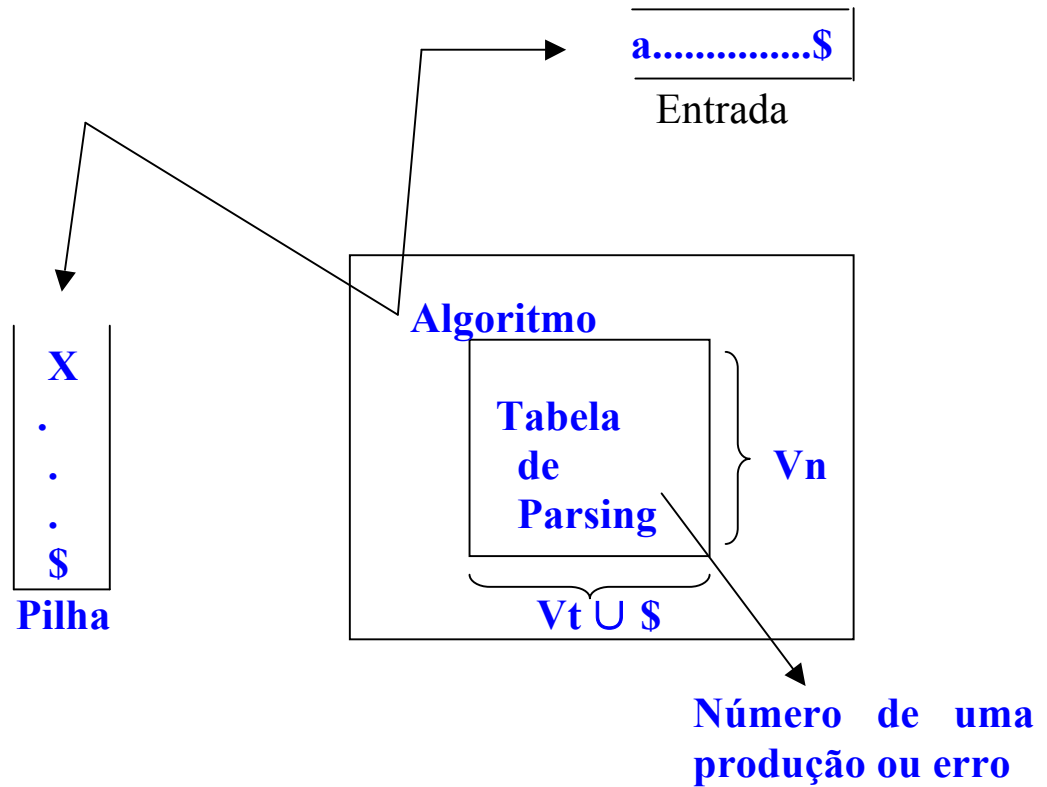 a...............$
Entrada
Algoritmo
X
.
.
.
$
Pilha
Tabela
de
Parsing
Vn
Vt ∪ $
Número de uma
produção ou erro